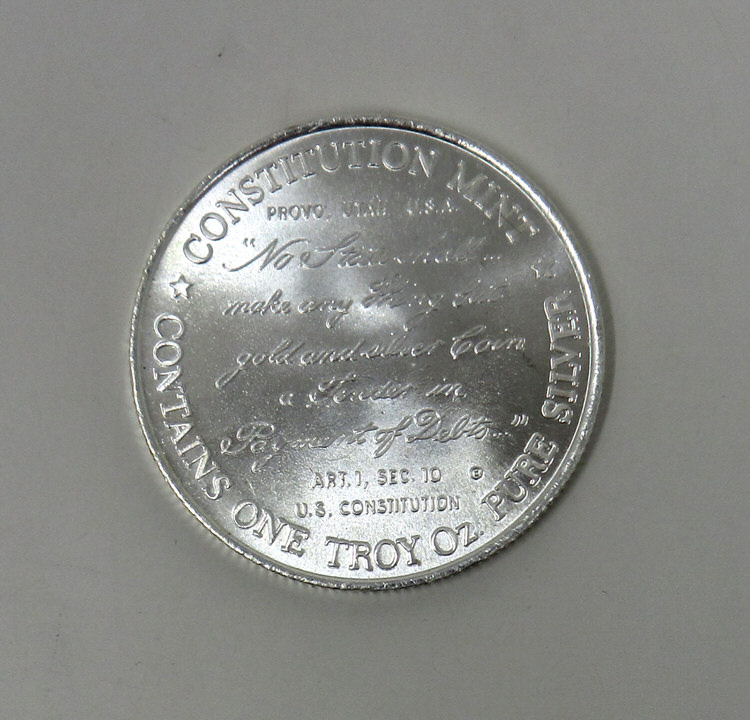 CONSTITUTION MINT
PROVO, UTAH U.S.A.
"No State shall...
make any Thing but
gold and silver Coin
a Tender in
Payment of Debts..."
ART. 1, SEC. 10 ©
U.S. CONSTITUTION
CONTAINS ONE TROY OZ. PURE SILVER